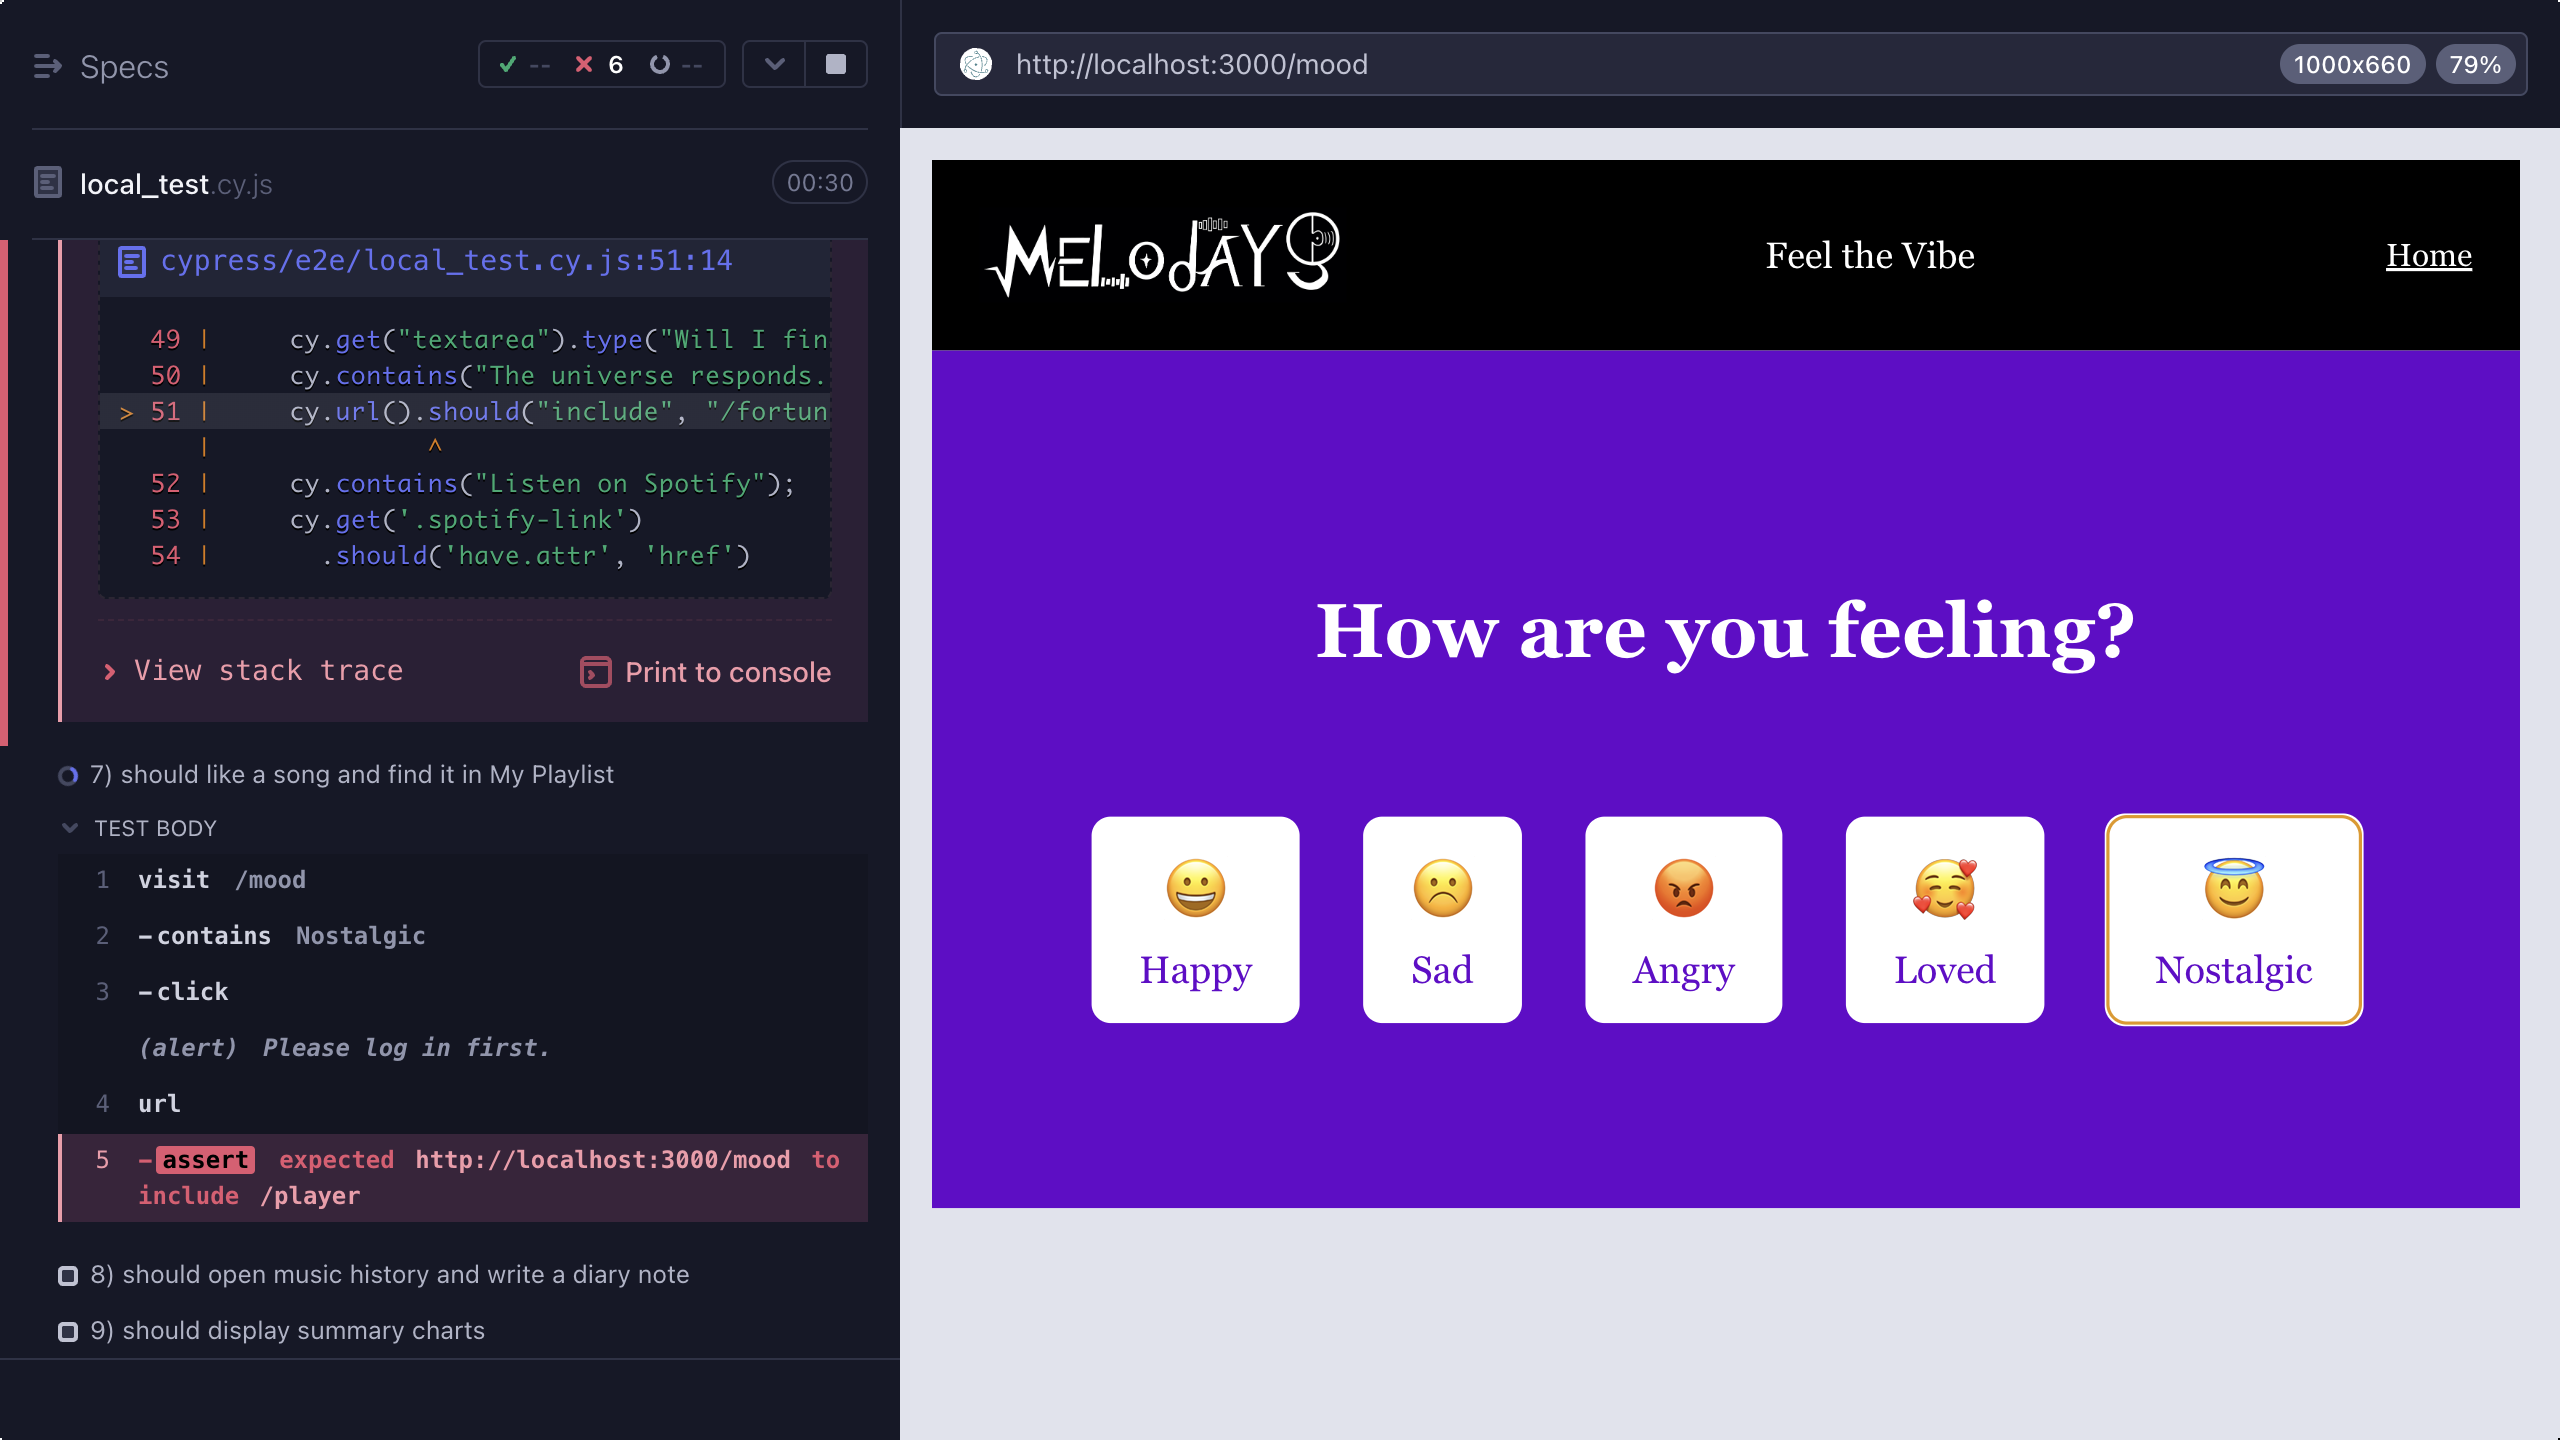 Specs
-- 6 --
local_test.cy.js
00:30
cypress/e2e/local_test.cy.js:51:14
49 | cy.get("textarea").type("Will I fin
50 | cy.contains("The universe responds.
> 51 | cy.url().should("include", "/fortun
| ^
52 | cy.contains("Listen on Spotify");
53 | cy.get('.spotify-link')
54 | .should('have.attr', 'href')
View stack trace
Print to console
7) should like a song and find it in My Playlist
TEST BODY
1 visit /mood
2 -contains Nostalgic
3 -click
(alert) Please log in first.
4 url
5 -assert expected http://localhost:3000/mood to
include /player
8) should open music history and write a diary note
9) should display summary charts
http://localhost:3000/mood
1000x660
79%
MELODAYS
Feel the Vibe
Home
How are you feeling?
Happy
Sad
Angry
Loved
Nostalgic